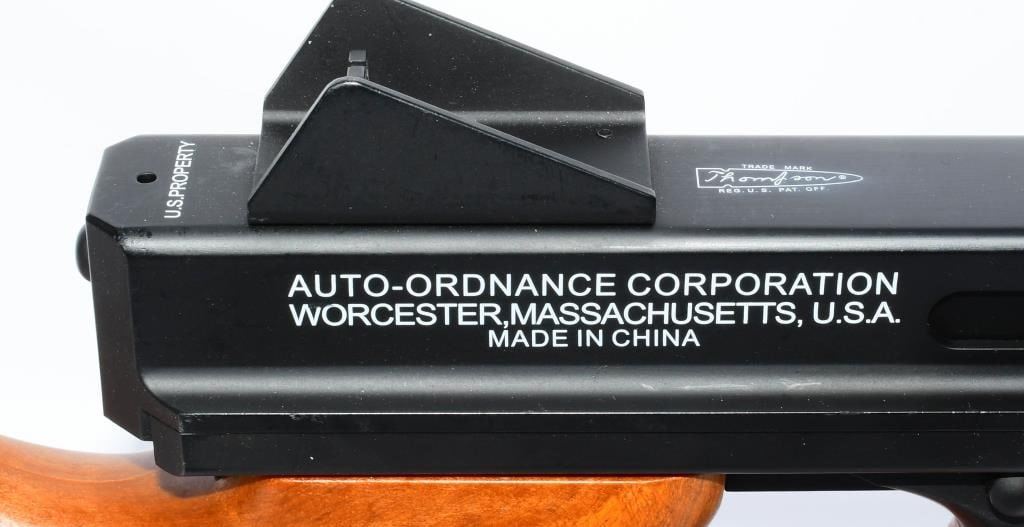 U.S.PROPERTY
TRADE MARK
Thompson®
REG. U.S. PAT. OFF.
AUTO-ORDNANCE CORPORATION
WORCESTER,MASSACHUSETTS, U.S.A.
MADE IN CHINA